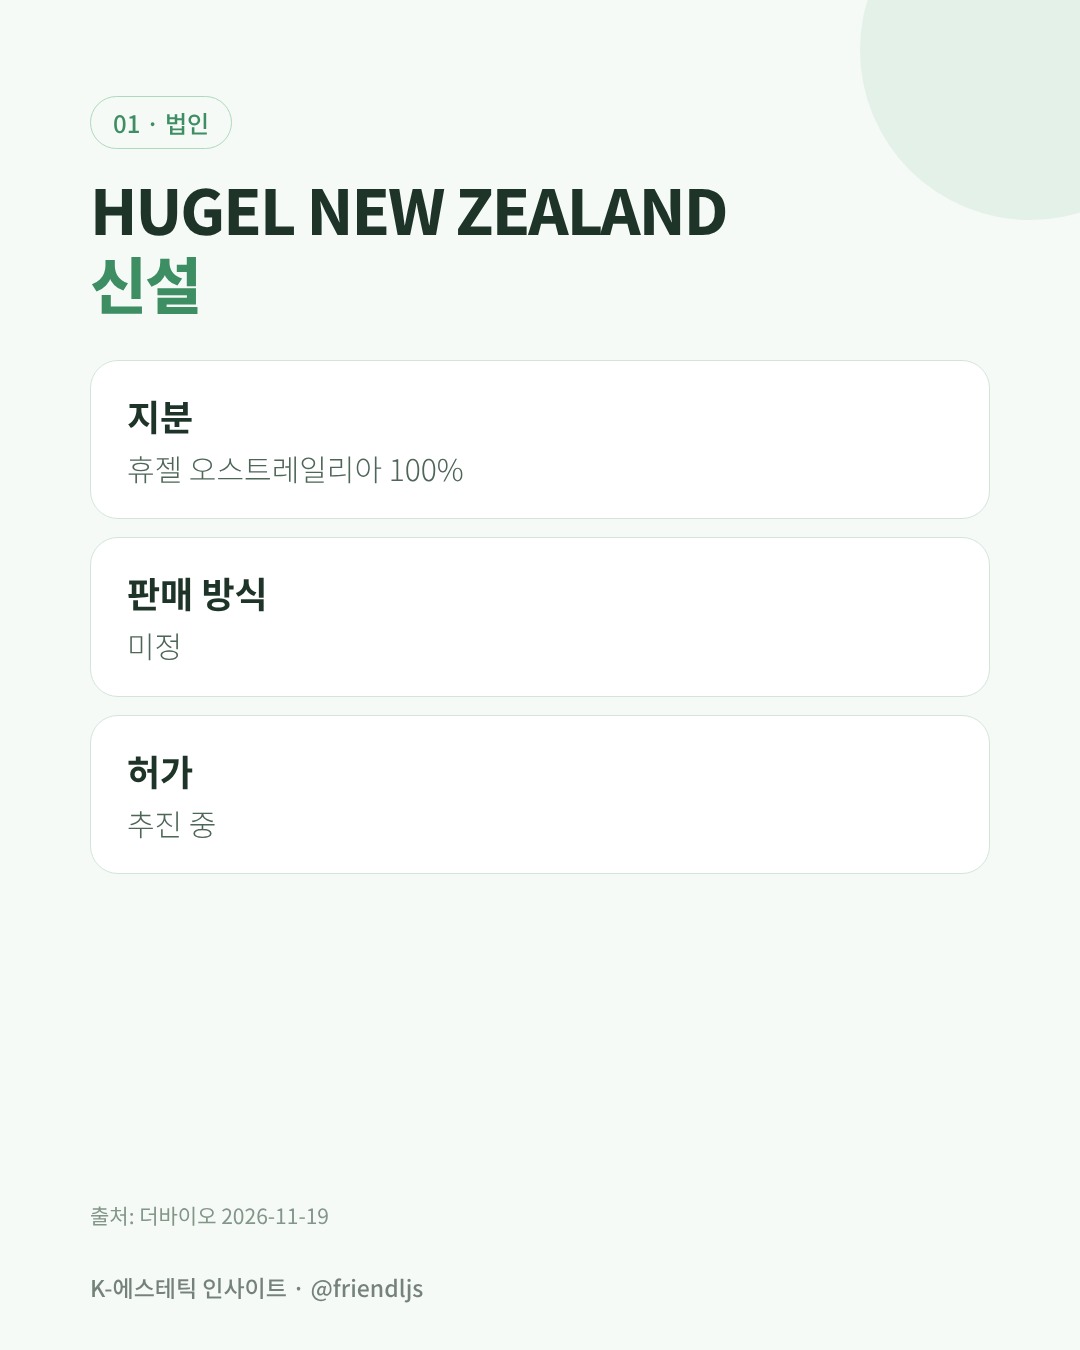 01 · 법인
HUGEL NEW ZEALAND
신설
지분
휴젤 오스트레일리아 100%
판매 방식
미정
허가
추진 중
출처: 더바이오 2026-11-19
K-에스테틱 인사이트 · @friendljs